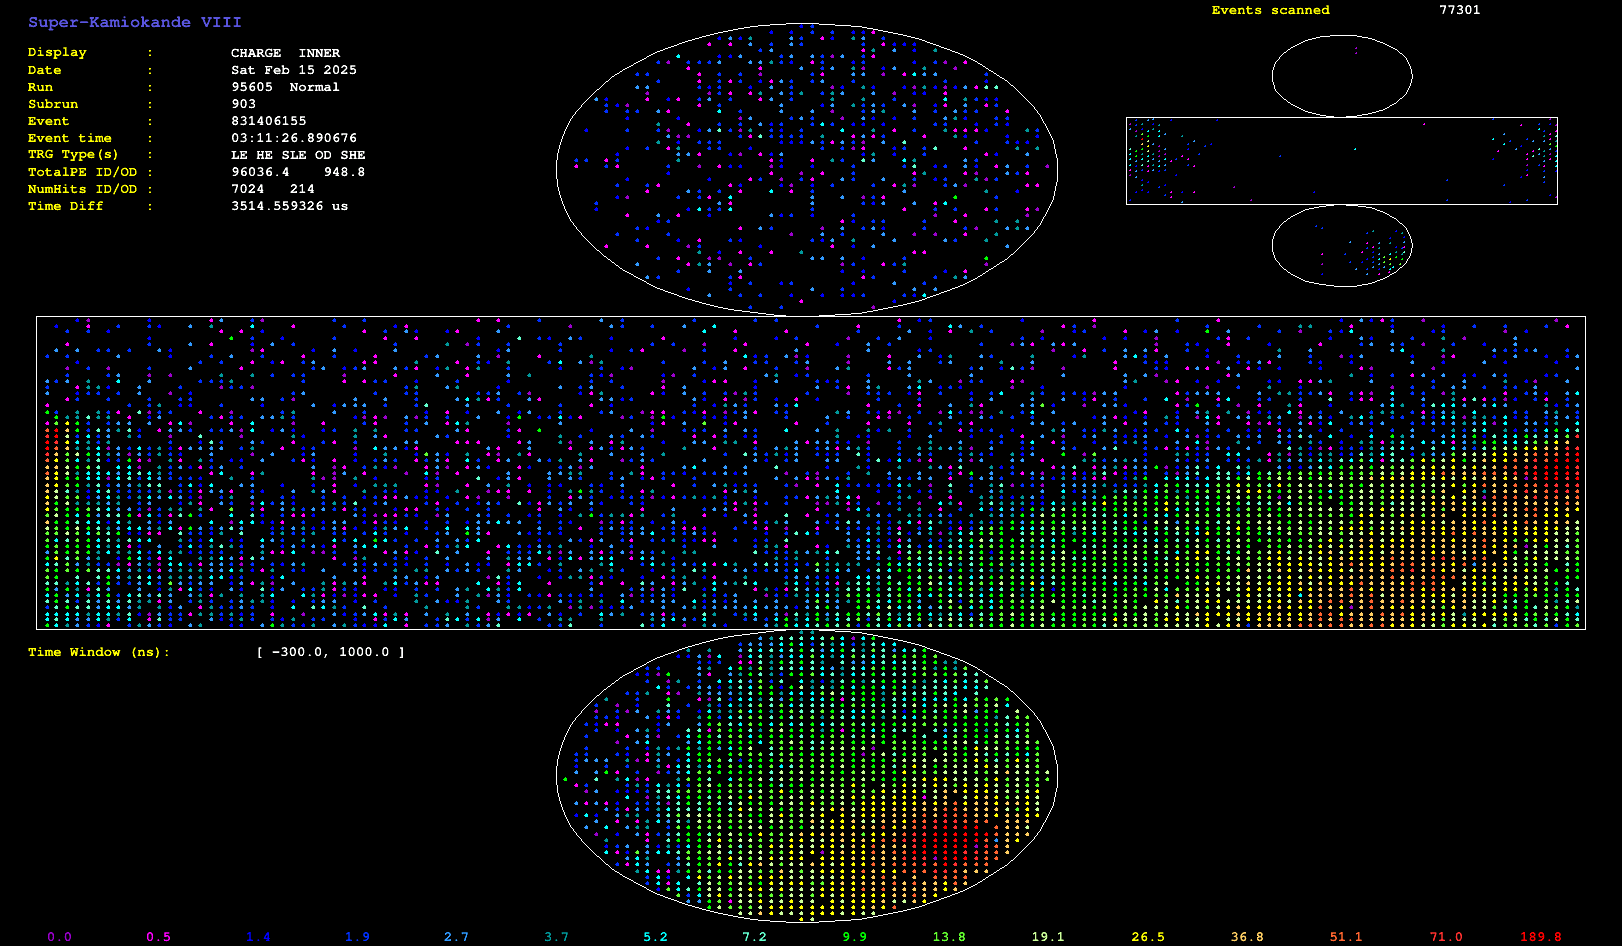 Super-Kamiokande VIII
Events scanned 77301
Display : CHARGE INNER
Date : Sat Feb 15 2025
Run : 95605 Normal
Subrun : 903
Event : 831406155
Event time : 03:11:26.890676
TRG Type(s) : LE HE SLE OD SHE
TotalPE ID/OD : 96036.4 948.8
NumHits ID/OD : 7024 214
Time Diff : 3514.559326 us
Time Window (ns): [ -300.0, 1000.0 ]
0.0 0.5 1.4 1.9 2.7 3.7 5.2 7.2 9.9 13.8 19.1 26.5 36.8 51.1 71.0 189.8